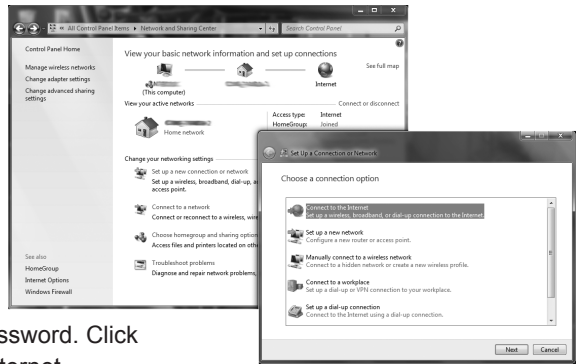 All Control Panel Items ▸ Network and Sharing Center
Search Control Panel
Control Panel Home
Manage wireless networks
Change adapter settings
Change advanced sharing
settings
See also
HomeGroup
Internet Options
Windows Firewall
View your basic network information and set up connections
See full map
(This computer)
Internet
View your active networks
Connect or disconnect
Home network
Access type: Internet
HomeGroup: Joined
Change your networking settings
Set up a new connection or network
Set up a wireless, broadband, dial-up, a
access point.
Connect to a network
Connect or reconnect to a wireless, wire
Choose homegroup and sharing option
Access files and printers located on oth
Troubleshoot problems
Diagnose and repair network problems,
Set Up a Connection or Network
Choose a connection option
Connect to the Internet
Set up a wireless, broadband, or dial-up connection to the Internet.
Set up a new network
Configure a new router or access point.
Manually connect to a wireless network
Connect to a hidden network or create a new wireless profile.
Connect to a workplace
Set up a dial-up or VPN connection to your workplace.
Set up a dial-up connection
Connect to the Internet using a dial-up connection.
Next
Cancel
ssword. Click